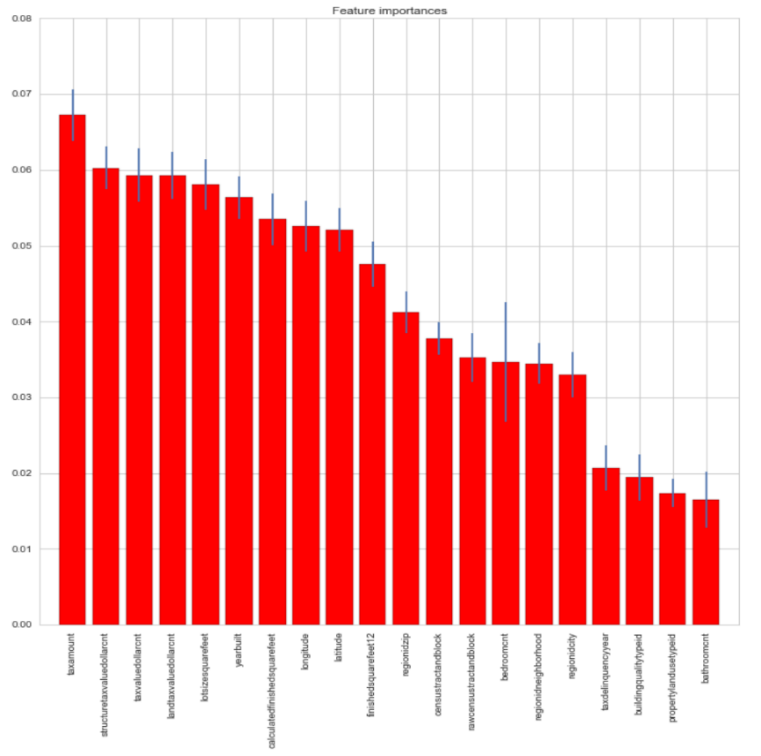 Feature importances
0.08
0.07
0.06
0.05
0.04
0.03
0.02
0.01
0.00
taxamount
structuretaxvaluedollarcnt
taxvaluedollarcnt
landtaxvaluedollarcnt
lotsizesquarefeet
yearbuilt
calculatedfinishedsquarefeet
longitude
latitude
finishedsquarefeet12
regionidzip
censustractandblock
rawcensustractandblock
bedroomcnt
regionidneighborhood
regionidcity
taxdelinquencyyear
buildingqualitytypeid
propertylandusetypeid
bathroomcnt